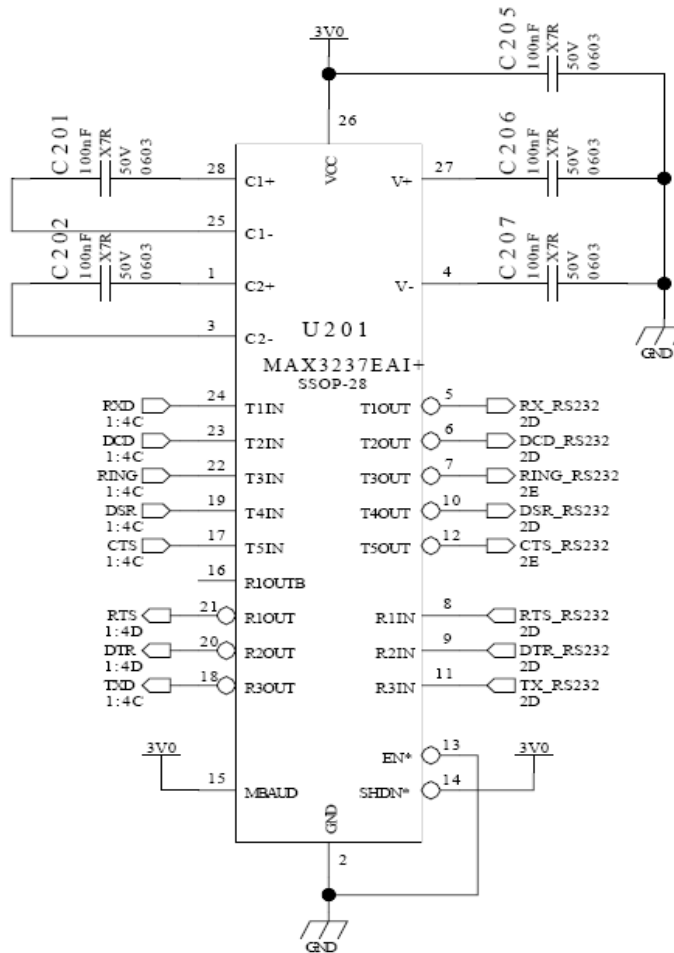 3V0
C205
100nF
X7R
50V
0603
26
VCC
C201
100nF
X7R
50V
0603
28
C1+
V+
27
C206
100nF
X7R
50V
0603
25
C1-
C202
100nF
X7R
50V
0603
1
C2+
V-
4
C207
100nF
X7R
50V
0603
3
C2-
GND
U201
MAX3237EAI+
SSOP-28
RXD
1:4C
24
T1IN
T1OUT
5
RX_RS232
2D
DCD
1:4C
23
T2IN
T2OUT
6
DCD_RS232
2D
RING
1:4C
22
T3IN
T3OUT
7
RING_RS232
2E
DSR
1:4C
19
T4IN
T4OUT
10
DSR_RS232
2D
CTS
1:4C
17
T5IN
T5OUT
12
CTS_RS232
2E
16
R1OUTB
RTS
1:4D
21
R1OUT
R1IN
8
RTS_RS232
2D
DTR
1:4D
20
R2OUT
R2IN
9
DTR_RS232
2D
TXD
1:4C
18
R3OUT
R3IN
11
TX_RS232
2D
3V0
EN*
13
3V0
15
MBAUD
SHDN*
14
GND
2
GND